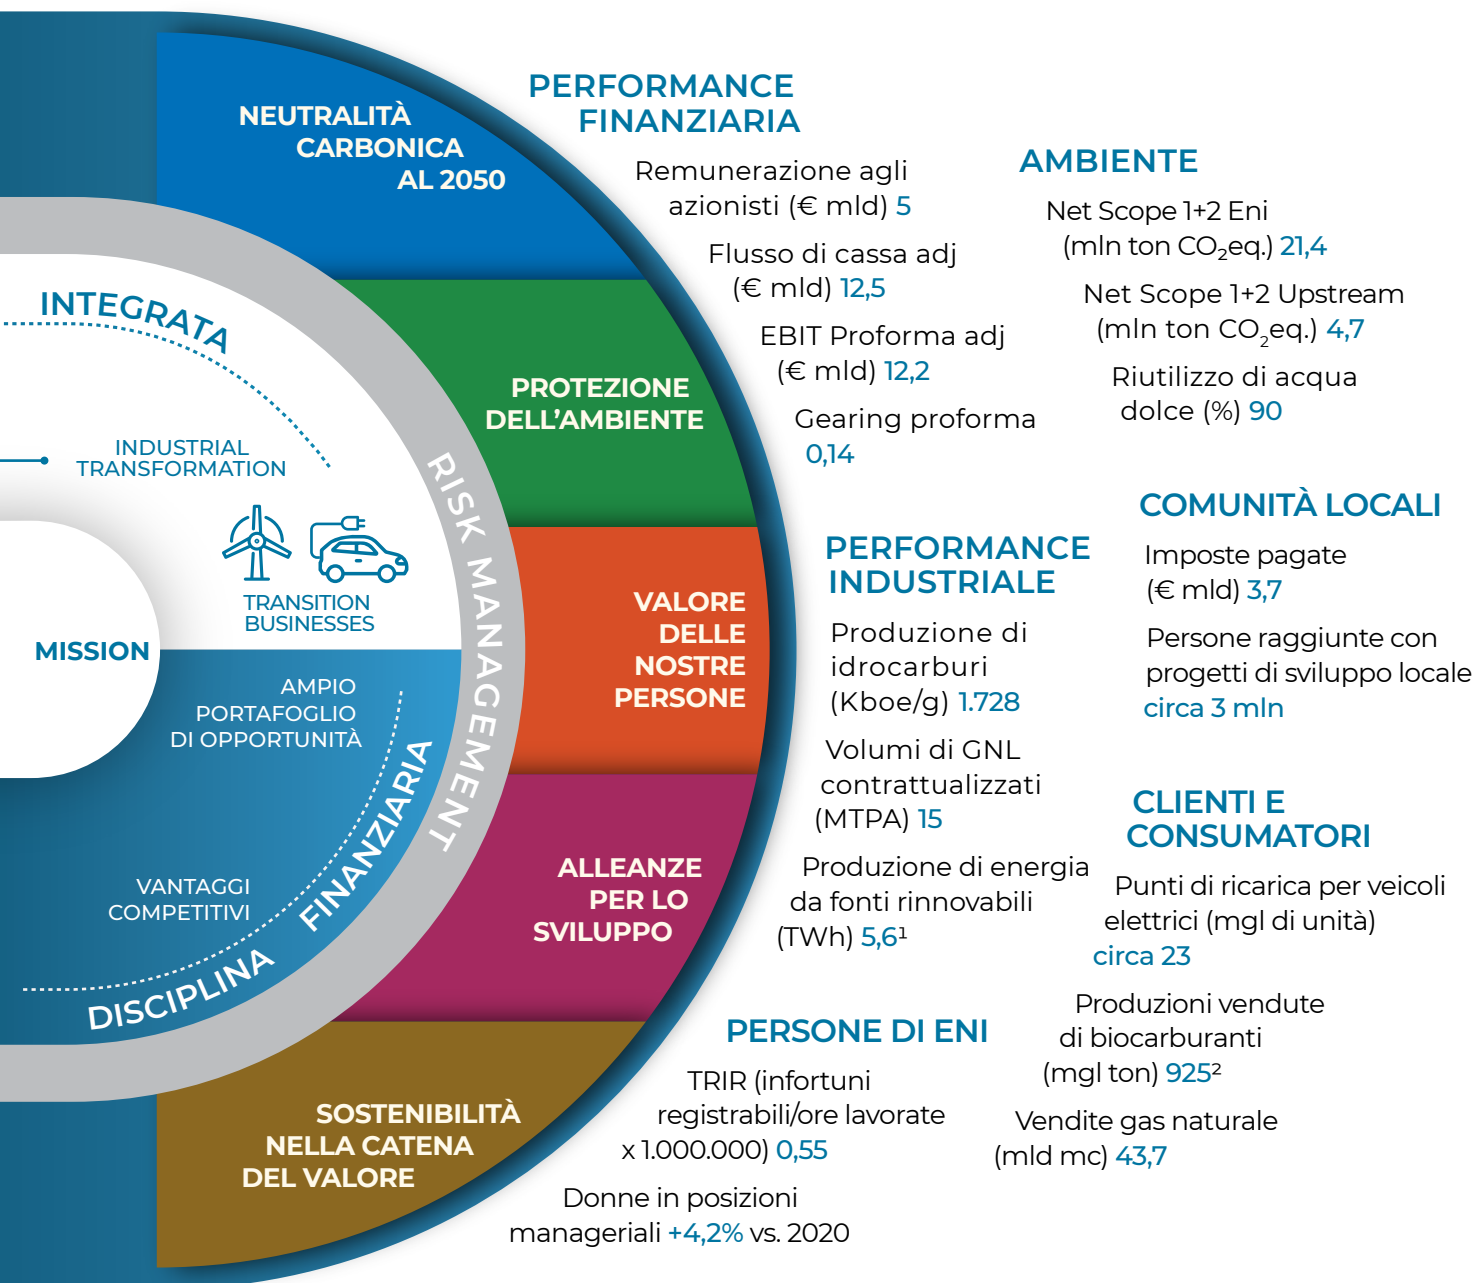 NEUTRALITÀ
CARBONICA
AL 2050
PROTEZIONE
DELL’AMBIENTE
VALORE
DELLE
NOSTRE
PERSONE
ALLEANZE
PER LO
SVILUPPO
SOSTENIBILITÀ
NELLA CATENA
DEL VALORE
RISK MANAGEMENT
INTEGRATA
INDUSTRIAL
TRANSFORMATION
TRANSITION
BUSINESSES
MISSION
AMPIO
PORTAFOGLIO
DI OPPORTUNITÀ
VANTAGGI
COMPETITIVI
DISCIPLINA FINANZIARIA
PERFORMANCE
FINANZIARIA
Remunerazione agli
azionisti (€ mld) 5
Flusso di cassa adj
(€ mld) 12,5
EBIT Proforma adj
(€ mld) 12,2
Gearing proforma
0,14
PERFORMANCE
INDUSTRIALE
Produzione di
idrocarburi
(Kboe/g) 1.728
Volumi di GNL
contrattualizzati
(MTPA) 15
Produzione di energia
da fonti rinnovabili
(TWh) 5,6¹
PERSONE DI ENI
TRIR (infortuni
registrabili/ore lavorate
x 1.000.000) 0,55
Donne in posizioni
manageriali +4,2% vs. 2020
AMBIENTE
Net Scope 1+2 Eni
(mln ton CO₂eq.) 21,4
Net Scope 1+2 Upstream
(mln ton CO₂eq.) 4,7
Riutilizzo di acqua
dolce (%) 90
COMUNITÀ LOCALI
Imposte pagate
(€ mld) 3,7
Persone raggiunte con
progetti di sviluppo locale
circa 3 mln
CLIENTI E
CONSUMATORI
Punti di ricarica per veicoli
elettrici (mgl di unità)
circa 23
Produzioni vendute
di biocarburanti
(mgl ton) 925²
Vendite gas naturale
(mld mc) 43,7